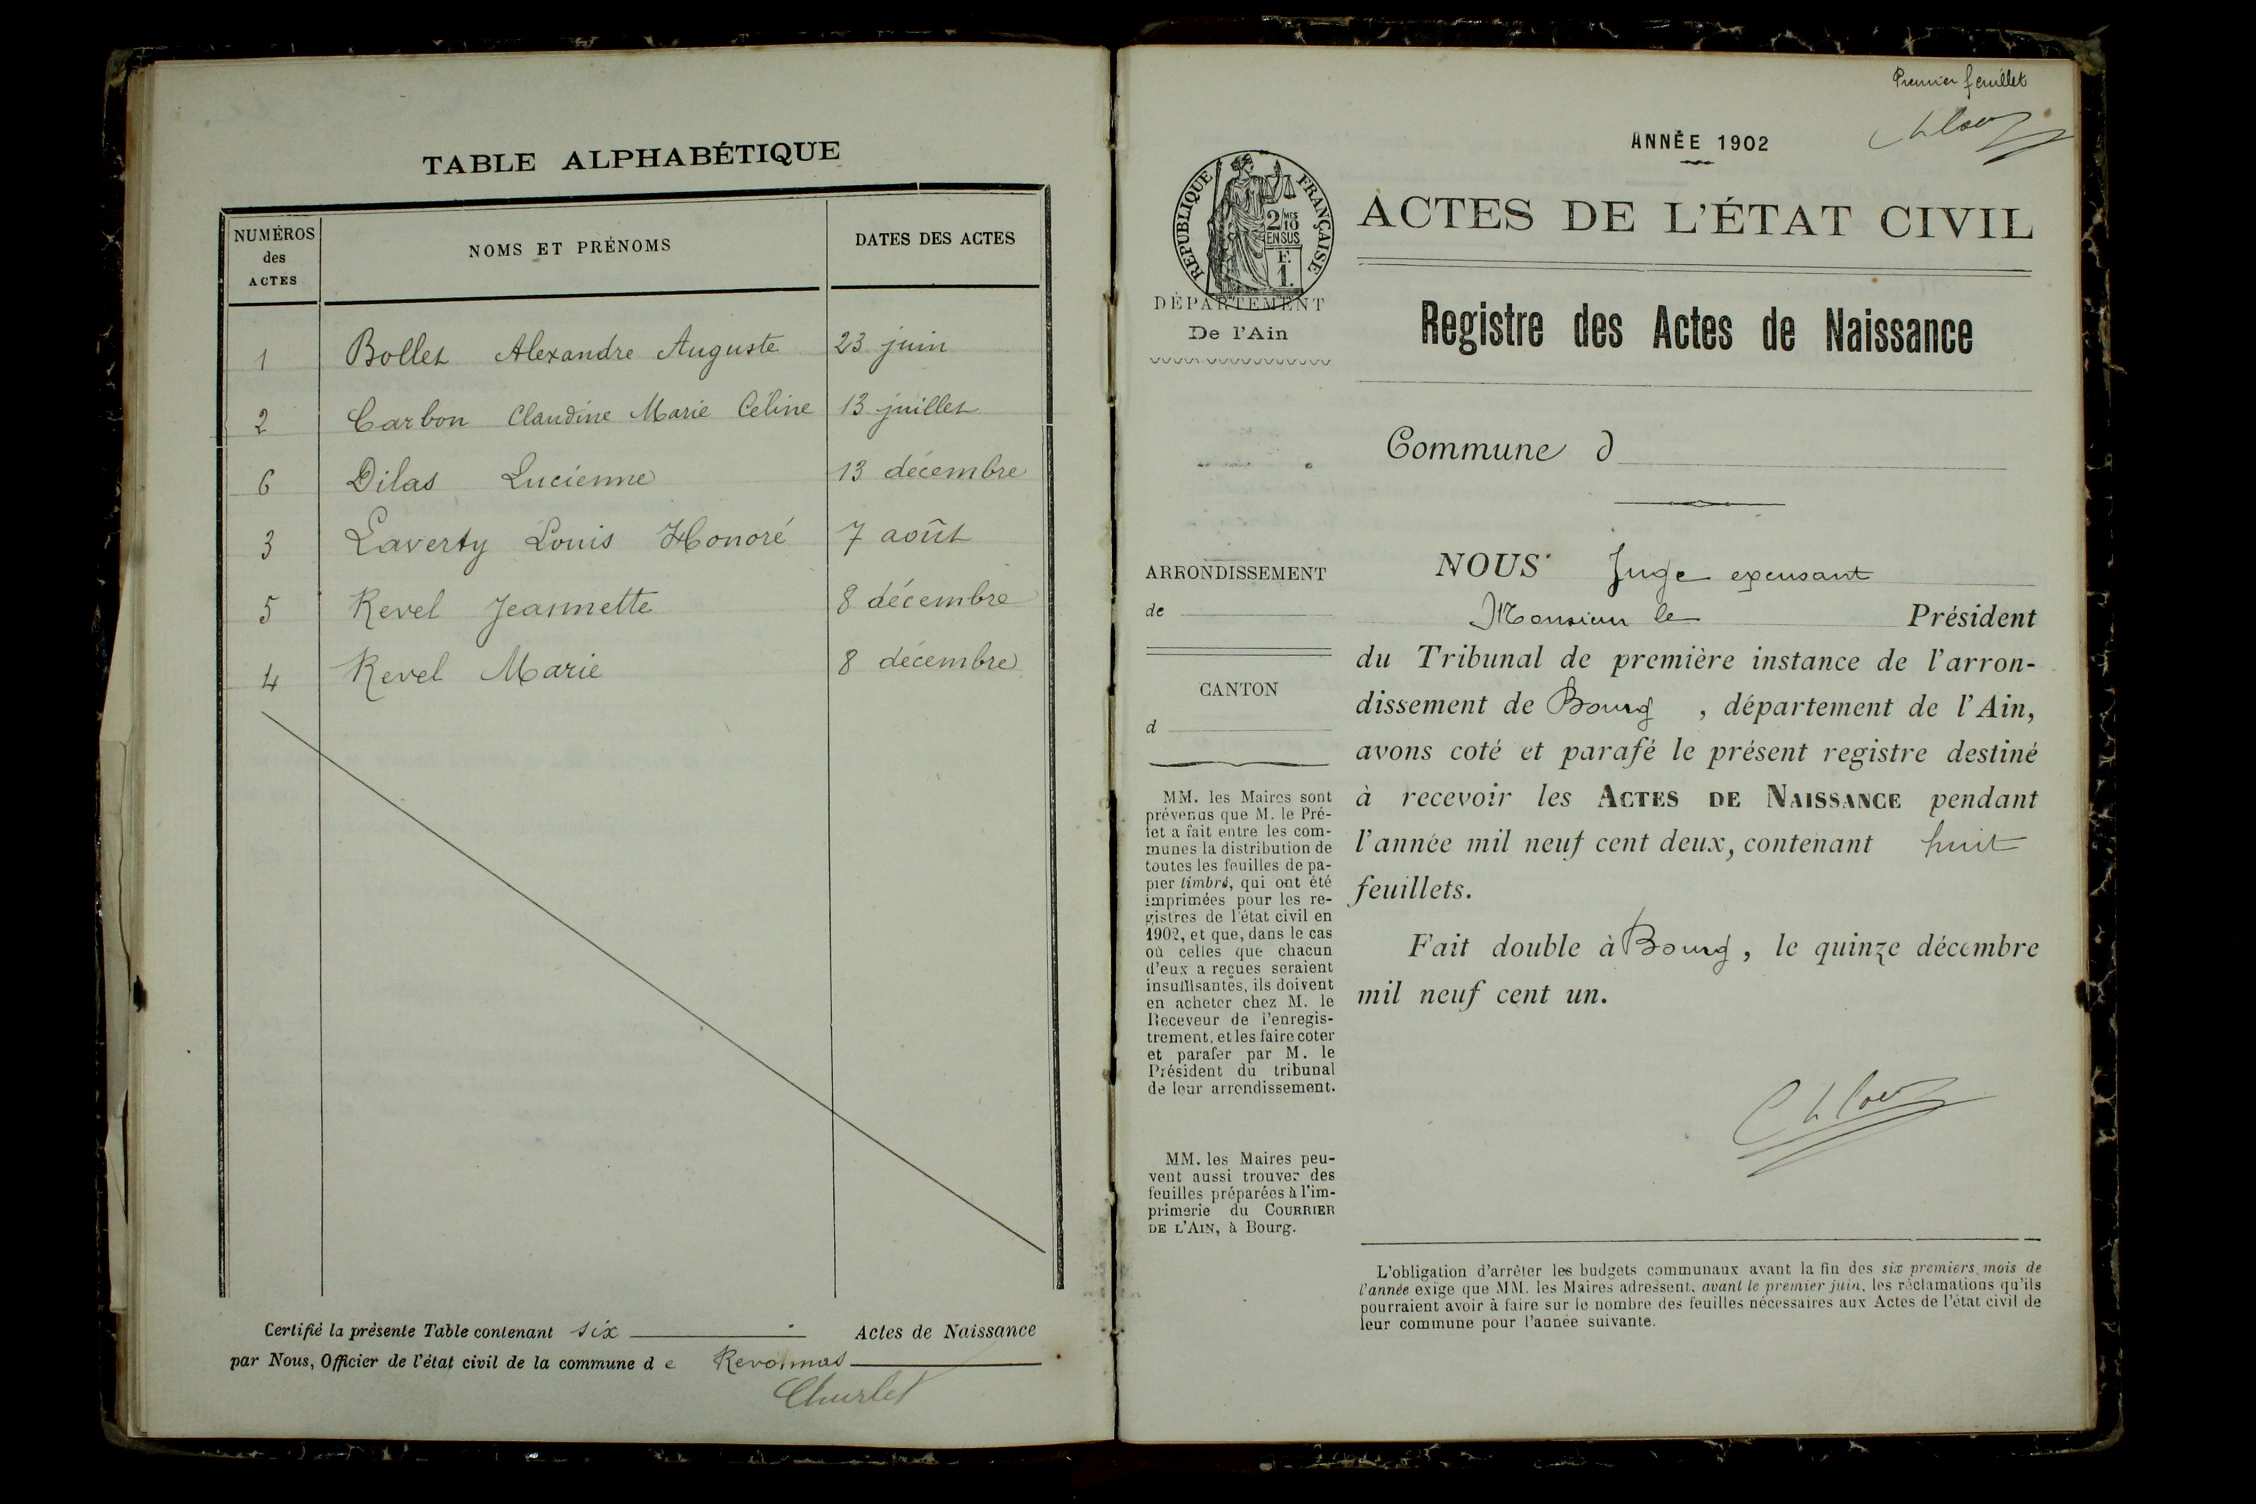 TABLE ALPHABÉTIQUE
NUMÉROS des ACTES NOMS ET PRÉNOMS DATES DES ACTES
1 Bollet Alexandre Auguste 23 juin
2 Carbon Claudine Marie Céline 13 juillet
6 Dilas Lucienne 13 décembre
3 Laverty Louis Honoré 7 août
5 Revel Jeannette 8 décembre
4 Revel Marie 8 décembre
Certifié la présente Table contenant six Actes de Naissance
par Nous, Officier de l'état civil de la commune d e Revonnas
Churlet
Premier feuillet
ANNÉE 1902
RÉPUBLIQUE FRANÇAISE
2/10 MES
EN SUS
F.
1.
ACTES DE L'ÉTAT CIVIL
DÉPARTEMENT
De l'Ain
Registre des Actes de Naissance
Commune d
ARRONDISSEMENT
de
CANTON
d
MM. les Maires sont
prévenus que M. le Pré-
fet a fait entre les com-
munes la distribution de
toutes les feuilles de pa-
pier timbré, qui ont été
imprimées pour les re-
gistres de l'état civil en
1902, et que, dans le cas
où celles que chacun
d'eux a reçues seraient
insuffisantes, ils doivent
en acheter chez M. le
Receveur de l'enregis-
trement, et les faire coter
et parafer par M. le
Président du tribunal
de leur arrondissement.
MM. les Maires peu-
vent aussi trouver des
feuilles préparées à l'im-
primerie du COURRIER
DE L'AIN, à Bourg.
NOUS Juge excusant
Monsieur le Président
du Tribunal de première instance de l'arron-
dissement de Bourg , département de l'Ain,
avons coté et parafé le présent registre destiné
à recevoir les ACTES DE NAISSANCE pendant
l'année mil neuf cent deux, contenant huit
feuillets.
Fait double à Bourg, le quinze décembre
mil neuf cent un.
L'obligation d'arrêter les budgets communaux avant la fin des six premiers mois de
l'année exige que MM. les Maires adressent, avant le premier juin, les réclamations qu'ils
pourraient avoir à faire sur le nombre des feuilles nécessaires aux Actes de l'état civil de
leur commune pour l'année suivante.